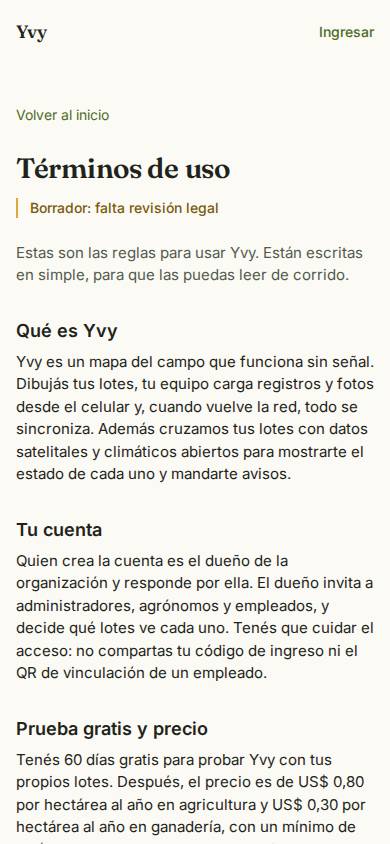 Yvy
Ingresar
Volver al inicio
Términos de uso
Borrador: falta revisión legal
Estas son las reglas para usar Yvy. Están escritas
en simple, para que las puedas leer de corrido.
Qué es Yvy
Yvy es un mapa del campo que funciona sin señal.
Dibujás tus lotes, tu equipo carga registros y fotos
desde el celular y, cuando vuelve la red, todo se
sincroniza. Además cruzamos tus lotes con datos
satelitales y climáticos abiertos para mostrarte el
estado de cada uno y mandarte avisos.
Tu cuenta
Quien crea la cuenta es el dueño de la
organización y responde por ella. El dueño invita a
administradores, agrónomos y empleados, y
decide qué lotes ve cada uno. Tenés que cuidar el
acceso: no compartas tu código de ingreso ni el
QR de vinculación de un empleado.
Prueba gratis y precio
Tenés 60 días gratis para probar Yvy con tus
propios lotes. Después, el precio es de US$ 0,80
por hectárea al año en agricultura y US$ 0,30 por
hectárea al año en ganadería, con un mínimo de